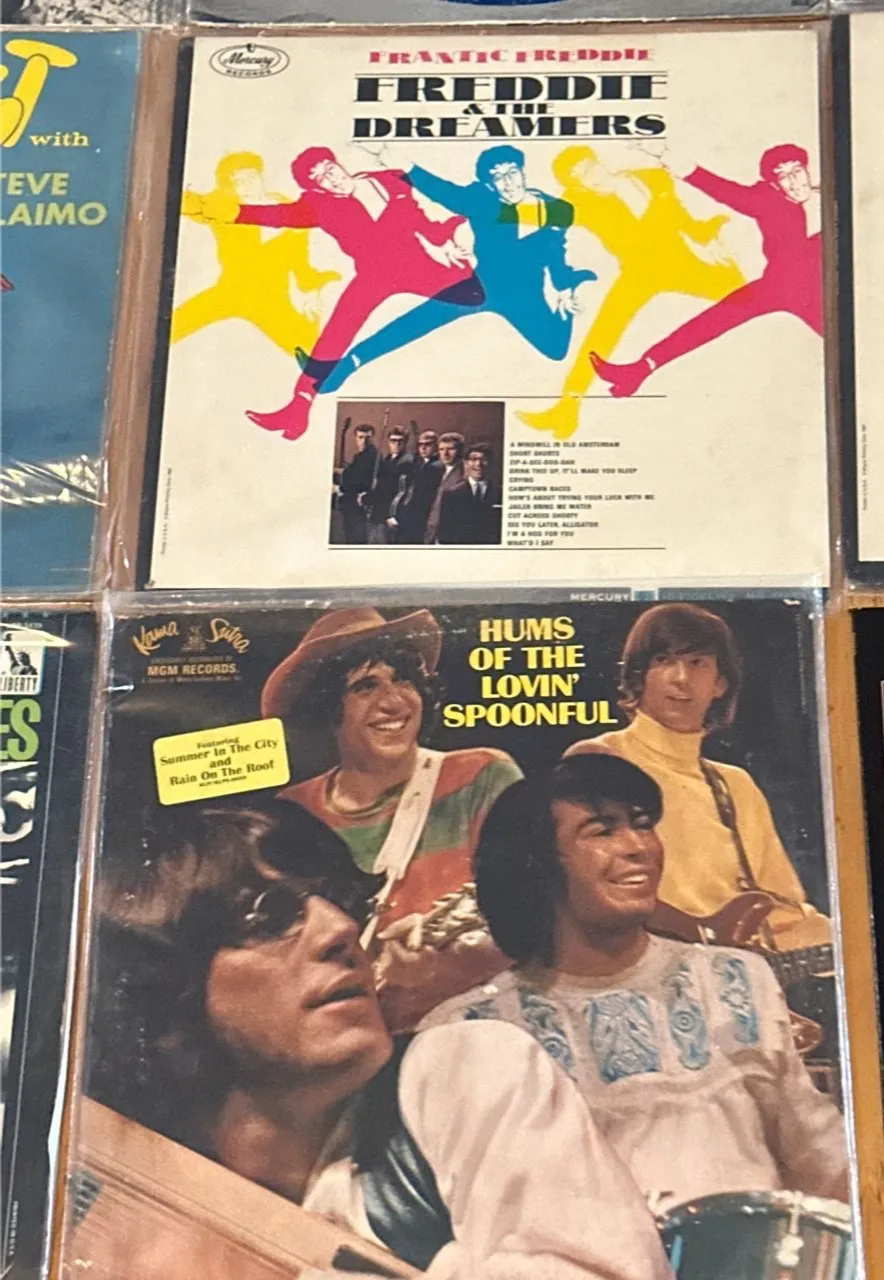 with
TEVE
LAIMO
Mercury
RECORDS
FRANTIC FREDDIE
FREDDIE
& THE
DREAMERS
A WINDMILL IN OLD AMSTERDAM
SHORT SHORTS
ZIP-A-DEE-DOO-DAH
DRINK THIS UP, IT'LL MAKE YOU SLEEP
CRYING
CAMPTOWN RACES
HOW'S ABOUT TRYING YOUR LUCK WITH ME
JAILER BRING ME WATER
CUT ACROSS SHORTY
SEE YOU LATER, ALLIGATOR
I'M A HOG FOR YOU
WHAT'D I SAY
MERCURY
LIBERTY
ES
Kama Sutra
MGM RECORDS.
HUMS
OF THE
LOVIN'
SPOONFUL
Featuring
Summer In The City
and
Rain On The Roof